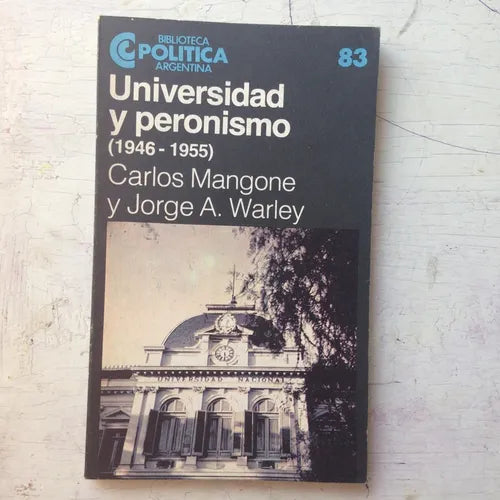 BIBLIOTECA
POLITICA
ARGENTINA
83
Universidad
y peronismo
(1946 - 1955)
Carlos Mangone
y Jorge A. Warley
UNIVERSIDAD NACIONAL